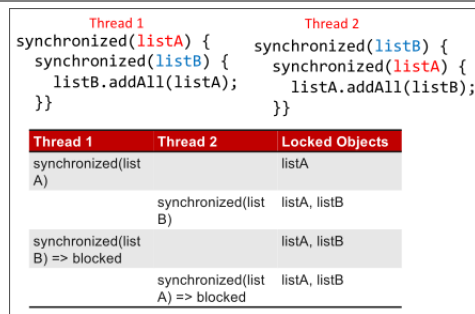 Thread 1
synchronized(listA) {
synchronized(listB) {
listB.addAll(listA);
}}
Thread 2
synchronized(listB) {
synchronized(listA) {
listA.addAll(listB);
}}
Thread 1 Thread 2 Locked Objects
synchronized(list listA
A)
synchronized(list listA, listB
B)
synchronized(list listA, listB
B) => blocked
synchronized(list listA, listB
A) => blocked